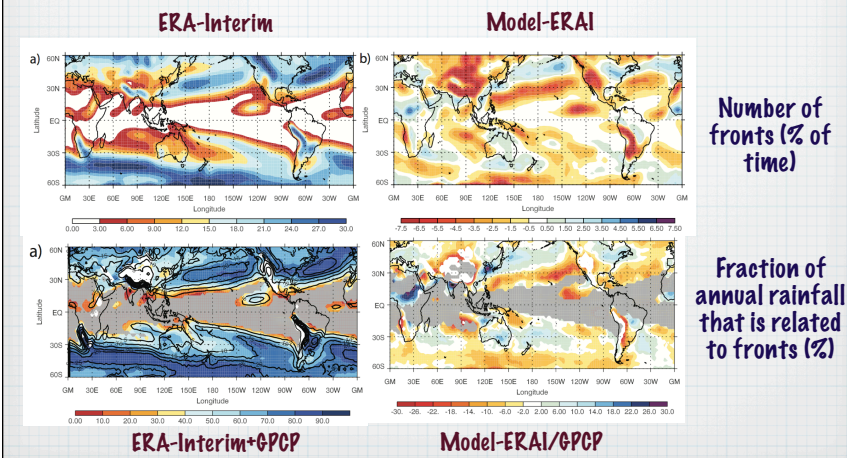 ERA-Interim
Model-ERAI
a)
b)
60N
30N
EQ
30S
60S
Latitude
GM 30E 60E 90E 120E 150E 180 150W 120W 90W 60W 30W GM
Longitude
0.00 3.00 6.00 9.00 12.0 15.0 18.0 21.0 24.0 27.0 30.0
60N
30N
EQ
30S
60S
Latitude
GM 30E 60E 90E 120E 150E 180 150W 120W 90W 60W 30W GM
Longitude
-7.5 -6.5 -5.5 -4.5 -3.5 -2.5 -1.5 -0.5 0.50 1.50 2.50 3.50 4.50 5.50 6.50 7.50
Number of
fronts (% of
time)
a)
60N
30N
EQ
30S
60S
Latitude
GM 30E 60E 90E 120E 150E 180 150W 120W 90W 60W 30W GM
Longitude
0.00 10.0 20.0 30.0 40.0 50.0 60.0 70.0 80.0 90.0
60N
30N
EQ
30S
60S
Latitude
GM 30E 60E 90E 120E 150E 180 150W 120W 90W 60W 30W GM
Longitude
-30. -26. -22. -18. -14. -10. -6.0 -2.0 2.00 6.00 10.0 14.0 18.0 22.0 26.0 30.0
Fraction of
annual rainfall
that is related
to fronts (%)
ERA-Interim+GPCP
Model-ERAI/GPCP